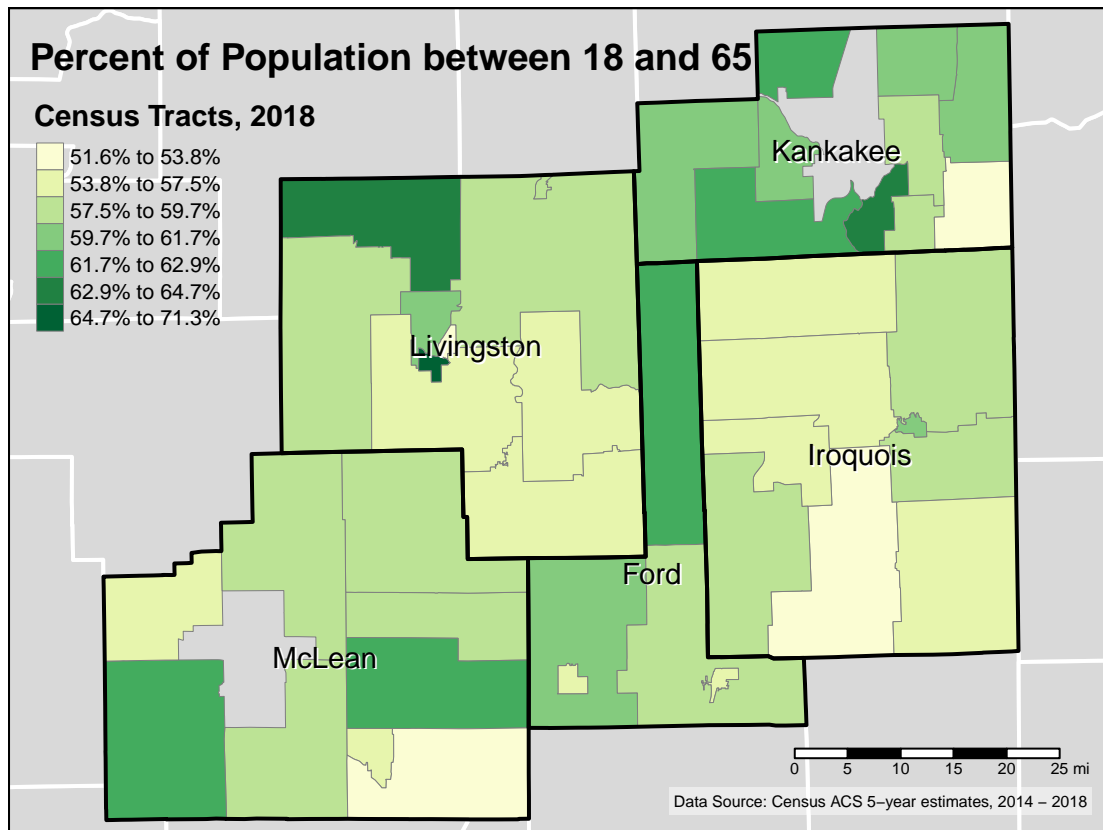 Percent of Population between 18 and 65
Census Tracts, 2018
51.6% to 53.8%
53.8% to 57.5%
57.5% to 59.7%
59.7% to 61.7%
61.7% to 62.9%
62.9% to 64.7%
64.7% to 71.3%
Kankakee
Livingston
Iroquois
Ford
McLean
0 5 10 15 20 25 mi
Data Source: Census ACS 5−year estimates, 2014 − 2018